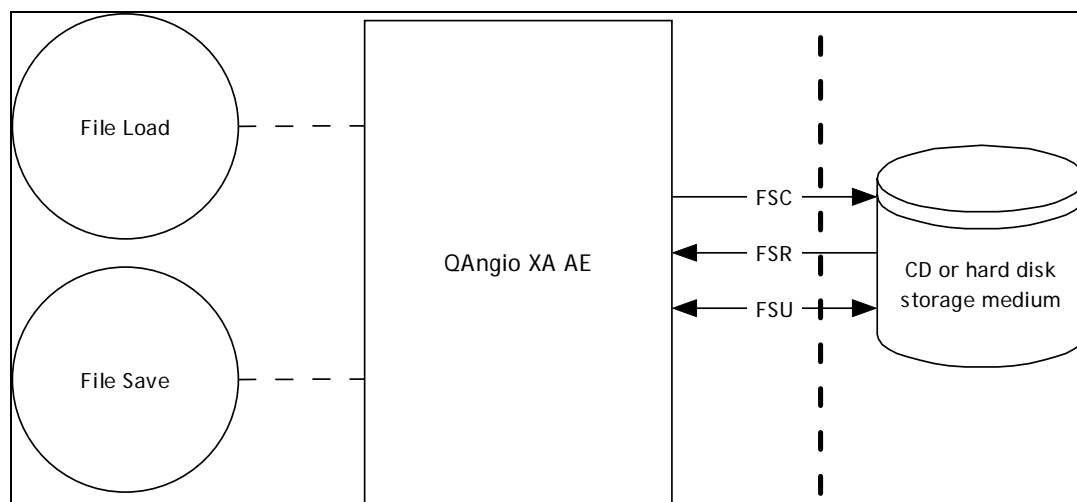 File Load
File Save
QAngio XA AE
FSC
FSR
FSU
CD or hard disk
storage medium